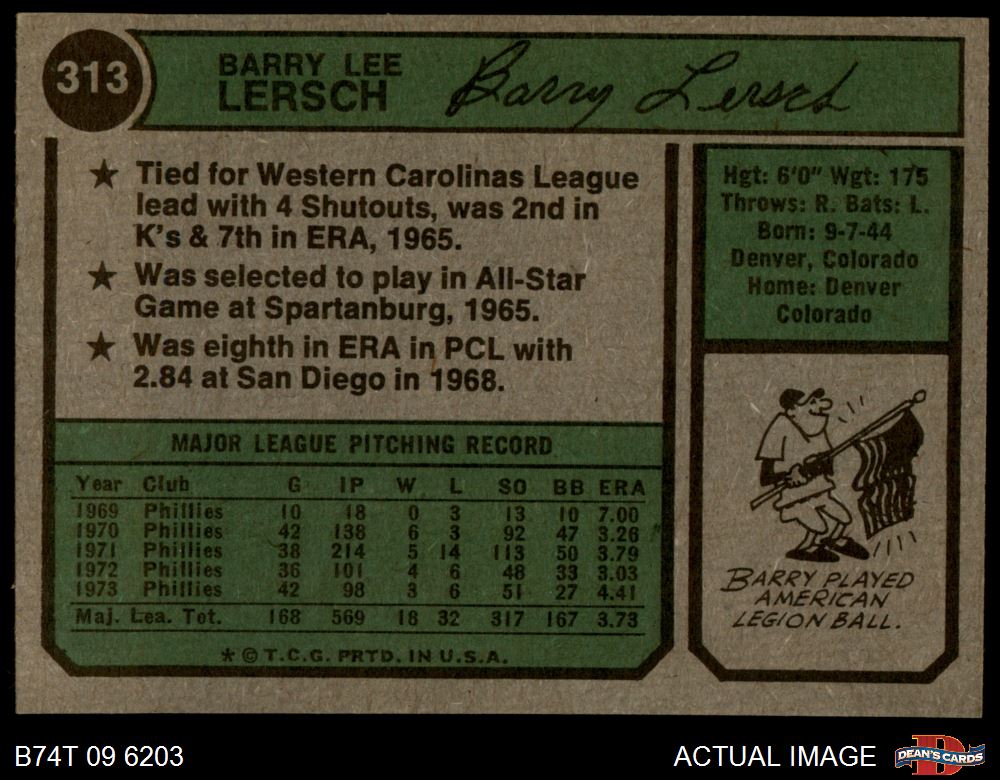 313
BARRY LEE
LERSCH
Barry Lersch
★ Tied for Western Carolinas League
lead with 4 Shutouts, was 2nd in
K's & 7th in ERA, 1965.
★ Was selected to play in All-Star
Game at Spartanburg, 1965.
★ Was eighth in ERA in PCL with
2.84 at San Diego in 1968.
Hgt: 6'0" Wgt: 175
Throws: R. Bats: L.
Born: 9-7-44
Denver, Colorado
Home: Denver
Colorado
MAJOR LEAGUE PITCHING RECORD
Year Club G IP W L SO BB ERA
1969 Phillies 10 18 0 3 13 10 7.00
1970 Phillies 42 138 6 3 92 47 3.26
1971 Phillies 38 214 5 14 113 50 3.79
1972 Phillies 36 101 4 6 48 33 3.03
1973 Phillies 42 98 3 6 51 27 4.41
Maj. Lea. Tot. 168 569 18 32 317 167 3.73
* © T.C.G. PRTD. IN U.S.A.
BARRY PLAYED
AMERICAN
LEGION BALL.
B74T 09 6203
ACTUAL IMAGE
DEAN'S CARDS